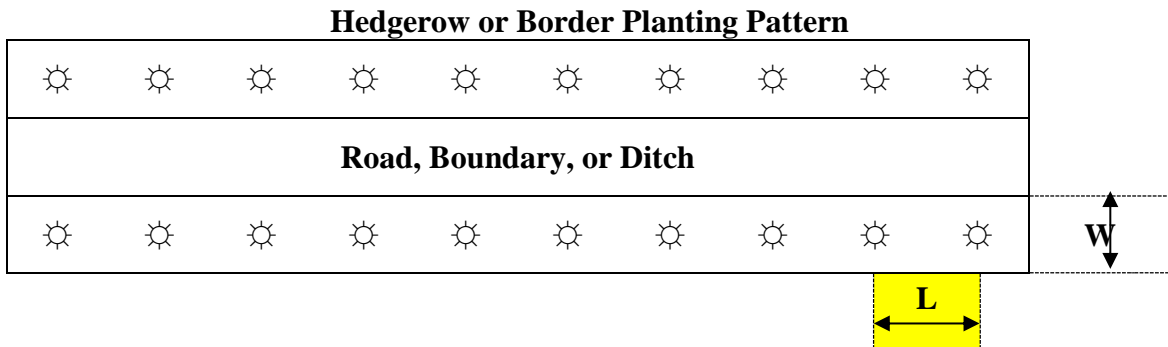 Hedgerow or Border Planting Pattern
Road, Boundary, or Ditch
W
L